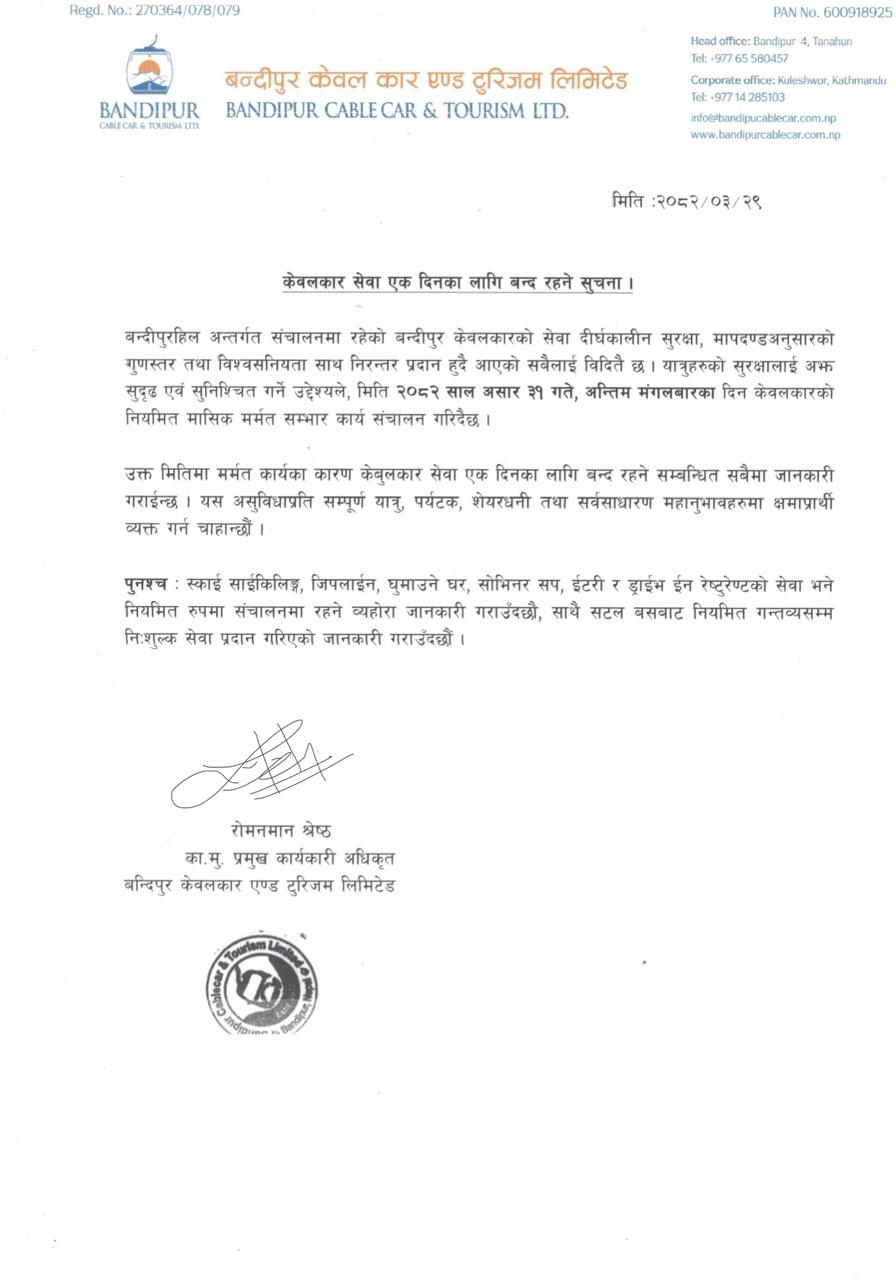 Regd. No.: 270364/078/079
PAN No. 600918925
BANDIPUR
CABLE CAR & TOURISM LTD.
बन्दीपुर केवल कार एण्ड टुरिजम लिमिटेड
BANDIPUR CABLE CAR & TOURISM LTD.
Head office: Bandipur 4, Tanahun
Tel: +977 65 580457
Corporate office: Kuleshwor, Kathmandu
Tel: +977 14 285103
info@bandipucablecar.com.np
www.bandipurcablecar.com.np
मिति :२०८२/०३/२९
केवलकार सेवा एक दिनका लागि बन्द रहने सुचना ।
बन्दीपुरहिल अन्तर्गत संचालनमा रहेको बन्दीपुर केवलकारको सेवा दीर्घकालीन सुरक्षा, मापदण्डअनुसारको
गुणस्तर तथा विश्वसनियता साथ निरन्तर प्रदान हुदै आएको सबैलाई विदितै छ । यात्रुहरुको सुरक्षालाई अझ
सुदृढ एवं सुनिश्चित गर्ने उद्देश्यले, मिति २०८२ साल असार ३१ गते, अन्तिम मंगलबारका दिन केवलकारको
नियमित मासिक मर्मत सम्भार कार्य संचालन गरिदैछ ।
उक्त मितिमा मर्मत कार्यका कारण केबुलकार सेवा एक दिनका लागि बन्द रहने सम्बन्धित सबैमा जानकारी
गराईन्छ । यस असुविधाप्रति सम्पूर्ण यात्रु, पर्यटक, शेयरधनी तथा सर्वसाधारण महानुभावहरुमा क्षमाप्रार्थी
व्यक्त गर्न चाहान्छौं ।
पुनश्च : स्काई साईकिलिङ्ग, जिपलाईन, घुमाउने घर, सोभिनर सप, ईटरी र ड्राईभ ईन रेष्टुरेण्टको सेवा भने
नियमित रुपमा संचालनमा रहने व्यहोरा जानकारी गराउँदछौ, साथै सटल बसबाट नियमित गन्तव्यसम्म
निःशुल्क सेवा प्रदान गरिएको जानकारी गराउँदछौं ।
रोमनमान श्रेष्ठ
का.मु. प्रमुख कार्यकारी अधिकृत
बन्दिपुर केवलकार एण्ड टुरिजम लिमिटेड
Cablecar & Tourism Limited
Bandipur, Nepal